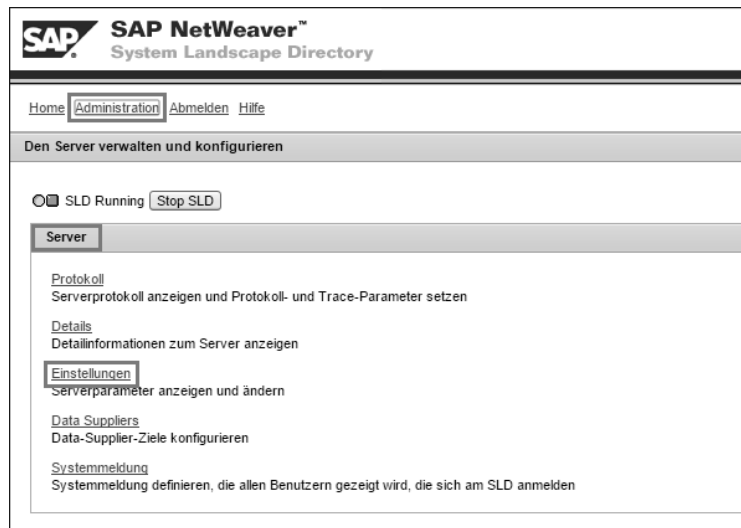 SAP SAP NetWeaver™
System Landscape Directory
Home Administration Abmelden Hilfe
Den Server verwalten und konfigurieren
SLD Running Stop SLD
Server
Protokoll
Serverprotokoll anzeigen und Protokoll- und Trace-Parameter setzen
Details
Detailinformationen zum Server anzeigen
Einstellungen
Serverparameter anzeigen und ändern
Data Suppliers
Data-Supplier-Ziele konfigurieren
Systemmeldung
Systemmeldung definieren, die allen Benutzern gezeigt wird, die sich am SLD anmelden